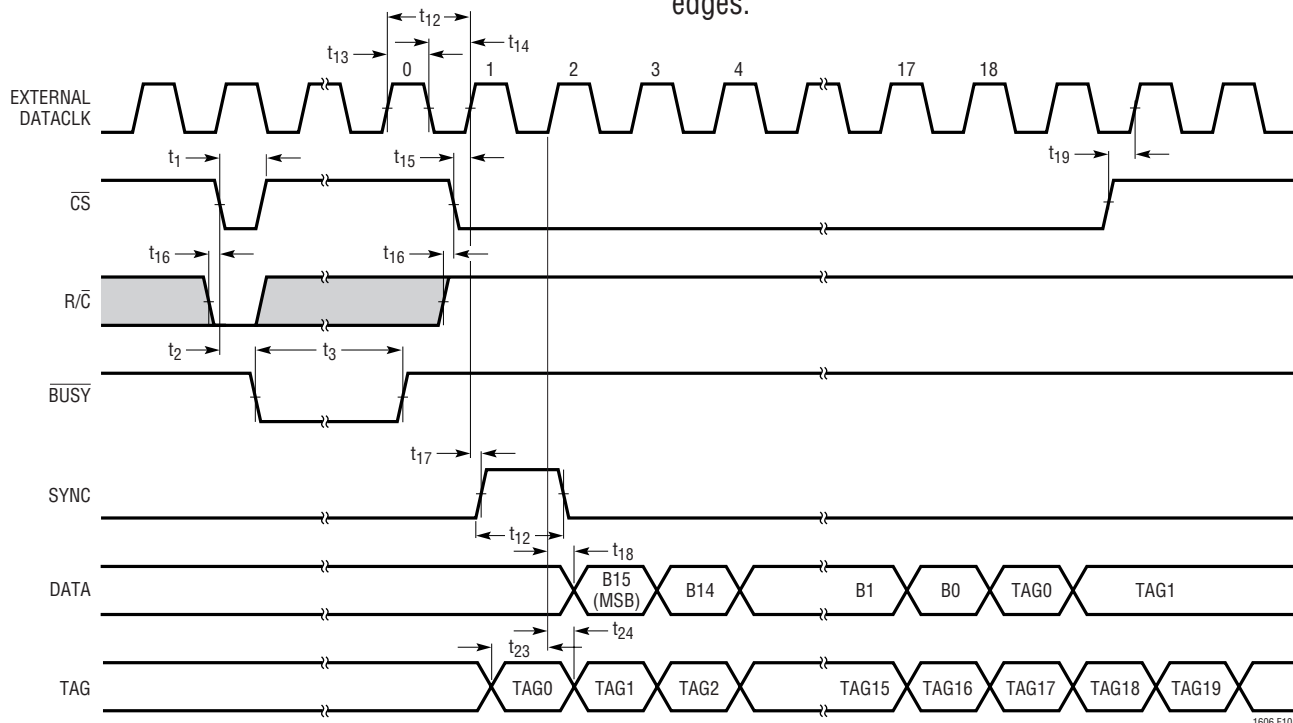 edges.
t12
t13
t14
0 1 2 3 4 17 18
EXTERNAL
DATACLK
t1
t15
t19
CS
t16
t16
R/C
t2
t3
BUSY
t17
SYNC
t12
t18
DATA
B15
(MSB)
B14
B1
B0
TAG0
TAG1
t23
t24
TAG
TAG0
TAG1
TAG2
TAG15
TAG16
TAG17
TAG18
TAG19
1606 F10